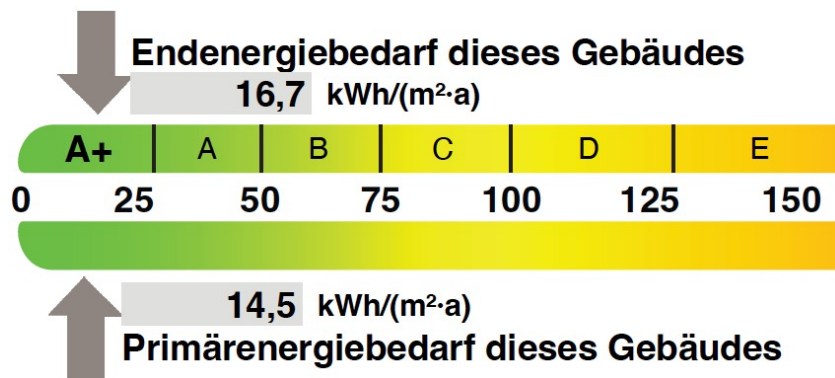 Endenergiebedarf dieses Gebäudes
16,7 kWh/(m²·a)
A+ A B C D E
0 25 50 75 100 125 150
14,5 kWh/(m²·a)
Primärenergiebedarf dieses Gebäudes